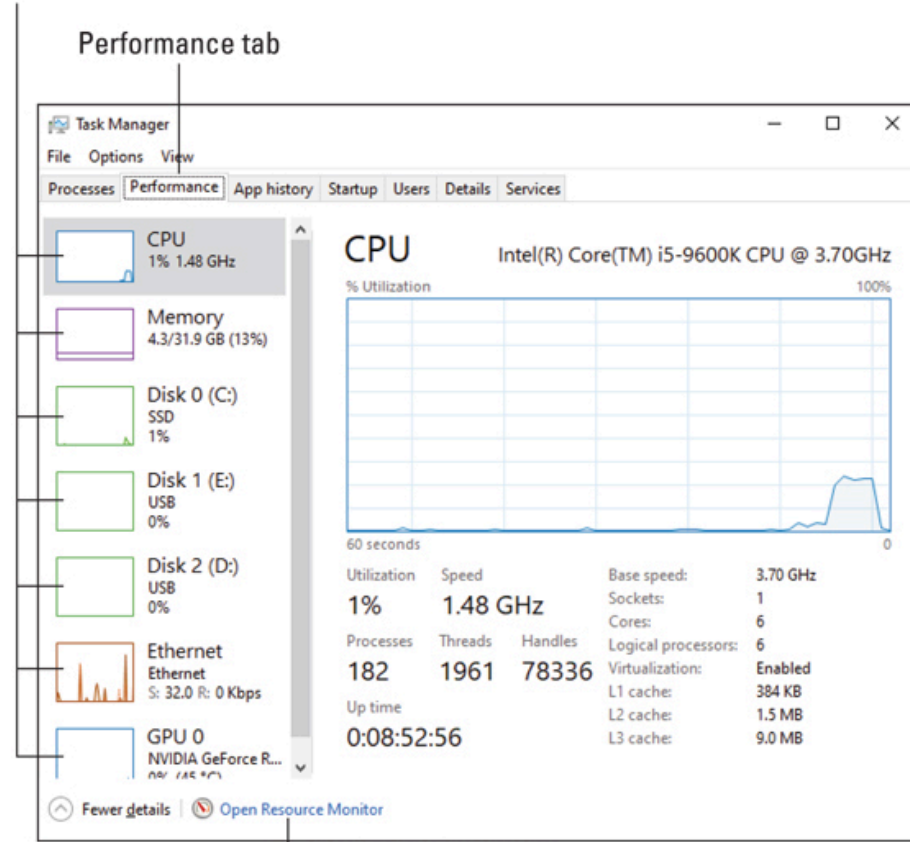 Performance tab
Task Manager
File Options View
Processes Performance App history Startup Users Details Services
CPU
1% 1.48 GHz
Memory
4.3/31.9 GB (13%)
Disk 0 (C:)
SSD
1%
Disk 1 (E:)
USB
0%
Disk 2 (D:)
USB
0%
Ethernet
Ethernet
S: 32.0 R: 0 Kbps
GPU 0
NVIDIA GeForce R...
0% (45 °C)
CPU Intel(R) Core(TM) i5-9600K CPU @ 3.70GHz
% Utilization 100%
60 seconds 0
Utilization Speed
1% 1.48 GHz
Processes Threads Handles
182 1961 78336
Up time
0:08:52:56
Base speed: 3.70 GHz
Sockets: 1
Cores: 6
Logical processors: 6
Virtualization: Enabled
L1 cache: 384 KB
L2 cache: 1.5 MB
L3 cache: 9.0 MB
Fewer details Open Resource Monitor